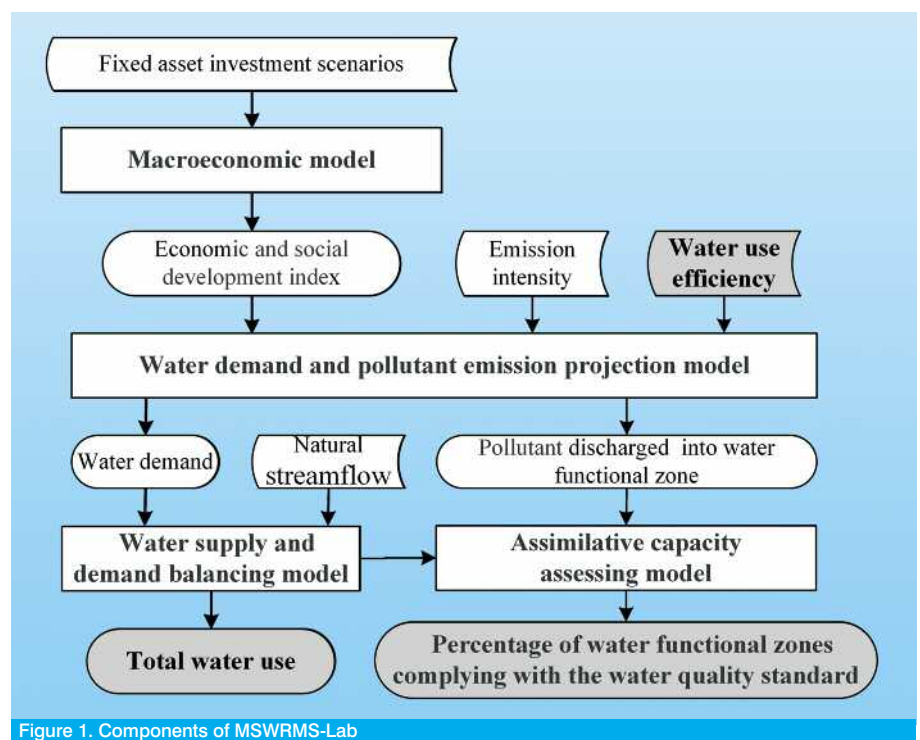 Fixed asset investment scenarios
Macroeconomic model
Economic and social
development index
Emission
intensity
Water use
efficiency
Water demand and pollutant emission projection model
Water demand
Natural
streamflow
Pollutant discharged into water
functional zone
Water supply and
demand balancing model
Assimilative capacity
assessing model
Total water use
Percentage of water functional zones
complying with the water quality standard
Figure 1. Components of MSWRMS-Lab